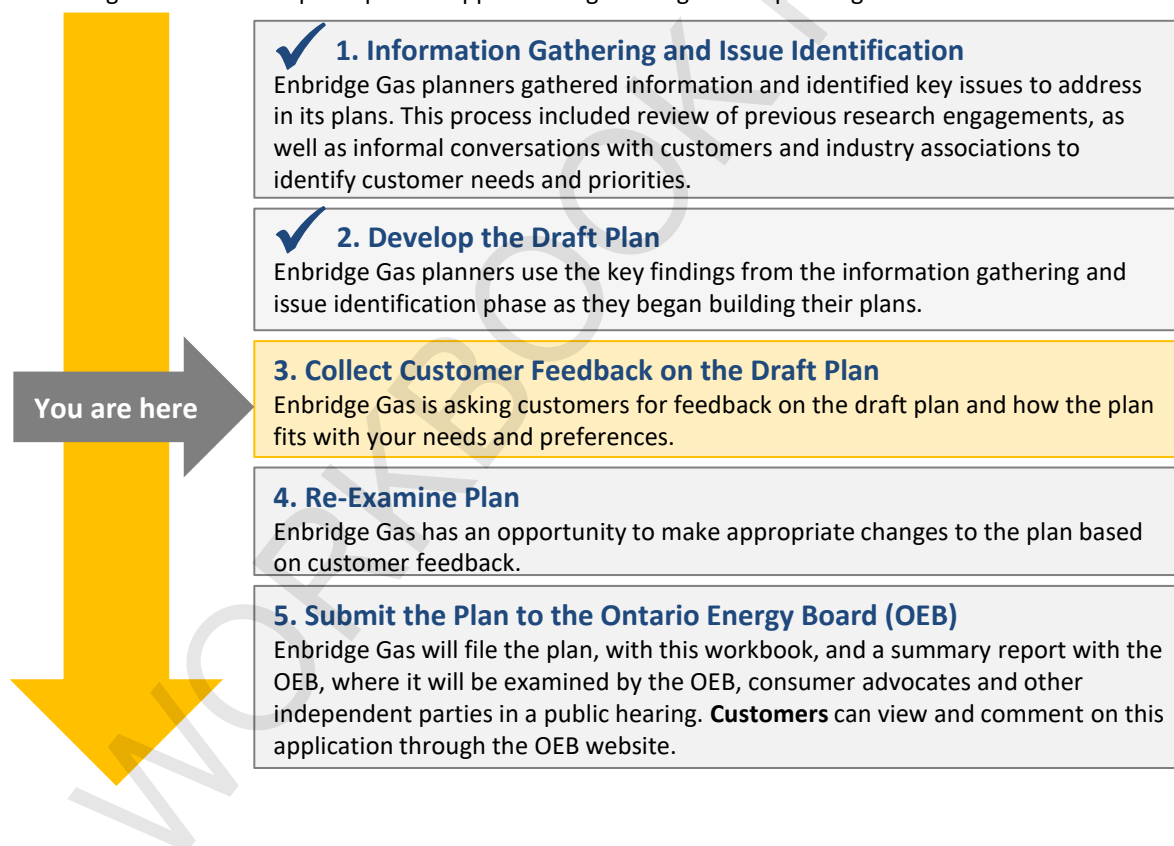 1. Information Gathering and Issue Identification
Enbridge Gas planners gathered information and identified key issues to address
in its plans. This process included review of previous research engagements, as
well as informal conversations with customers and industry associations to
identify customer needs and priorities.
2. Develop the Draft Plan
Enbridge Gas planners use the key findings from the information gathering and
issue identification phase as they began building their plans.
You are here
3. Collect Customer Feedback on the Draft Plan
Enbridge Gas is asking customers for feedback on the draft plan and how the plan
fits with your needs and preferences.
4. Re-Examine Plan
Enbridge Gas has an opportunity to make appropriate changes to the plan based
on customer feedback.
5. Submit the Plan to the Ontario Energy Board (OEB)
Enbridge Gas will file the plan, with this workbook, and a summary report with the
OEB, where it will be examined by the OEB, consumer advocates and other
independent parties in a public hearing. Customers can view and comment on this
application through the OEB website.
WORKBOOK